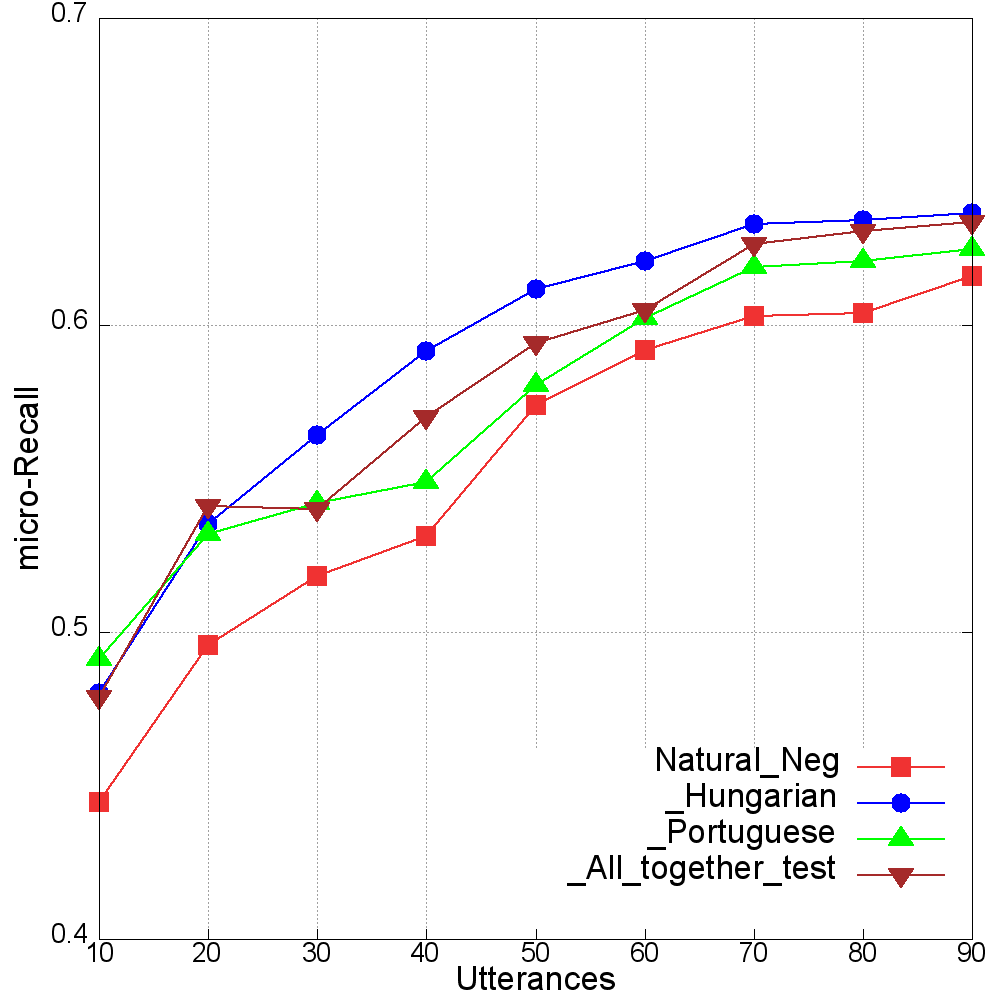 0.7
0.6
0.5
0.4
micro-Recall
10 20 30 40 50 60 70 80 90
Utterances
Natural_Neg
_Hungarian
_Portuguese
_All_together_test